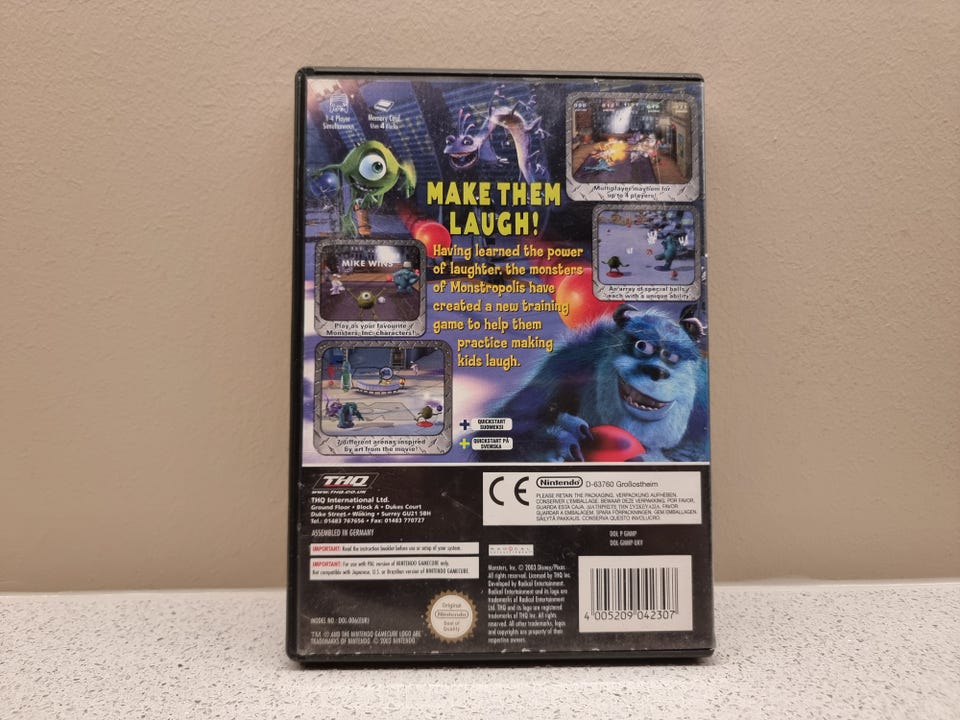 1-4 Player
Simultaneous
Memory Card
Uses 4 Blocks
Multiplayer mayhem for
up to 4 players!
MAKE THEM
LAUGH!
Having learned the power
of laughter, the monsters
of Monstropolis have
created a new training
game to help them
practice making
kids laugh.
MIKE WINS
Play as your favourite
Monsters, Inc. characters!
An array of special balls
each with a unique ability
7 different arenas inspired
by art from the movie!
+ QUICKSTART
SUOMEKSI
+ QUICKSTART PÅ
SVENSKA
THQ
WWW.THQ.CO.UK
THQ International Ltd.
Ground Floor • Block A • Dukes Court
Duke Street • Woking • Surrey GU21 5BH
Tel.: 01483 767656 • Fax: 01483 770727
ASSEMBLED IN GERMANY
IMPORTANT: Read the instruction booklet before use or setup of your system.
IMPORTANT: For use with PAL version of NINTENDO GAMECUBE only.
Not compatible with Japanese, U.S. or Brazilian version of NINTENDO GAMECUBE.
MODEL NO.: DOL-006(EUR)
TM, ® AND THE NINTENDO GAMECUBE LOGO ARE
TRADEMARKS OF NINTENDO. © 2002 NINTENDO.
Original
Nintendo
Seal of
Quality
CE
Nintendo D-63760 Großostheim
PLEASE RETAIN THE PACKAGING. VERPACKUNG AUFHEBEN.
CONSERVER L'EMBALLAGE. BEWAAR DEZE VERPAKKING. POR FAVOR,
GUARDA ESTA CAJA. ΔΙΑΤΗΡΗΣΤΕ ΤΗΝ ΣΥΣΚΕΥΑΣΙΑ. FAVOR
GUARDAR A EMBALAGEM. SPARA FÖRPACKNINGEN. GEM EMBALLAGEN.
SÄILYTÄ PAKKAUS. CONSERVA QUESTO INVOLUCRO.
DOL P GNMP
DOL-GNMP-UKV
RADICAL
Monsters, Inc. © 2003 Disney/Pixar.
All rights reserved. Licensed by THQ Inc.
Developed by Radical Entertainment.
Radical Entertainment and its logo are
trademarks of Radical Entertainment
Ltd. THQ and its logo are registered
trademarks of THQ Inc. All rights
reserved. All other trademarks, logos
and copyrights are property of their
respective owners.
4 005209 042307